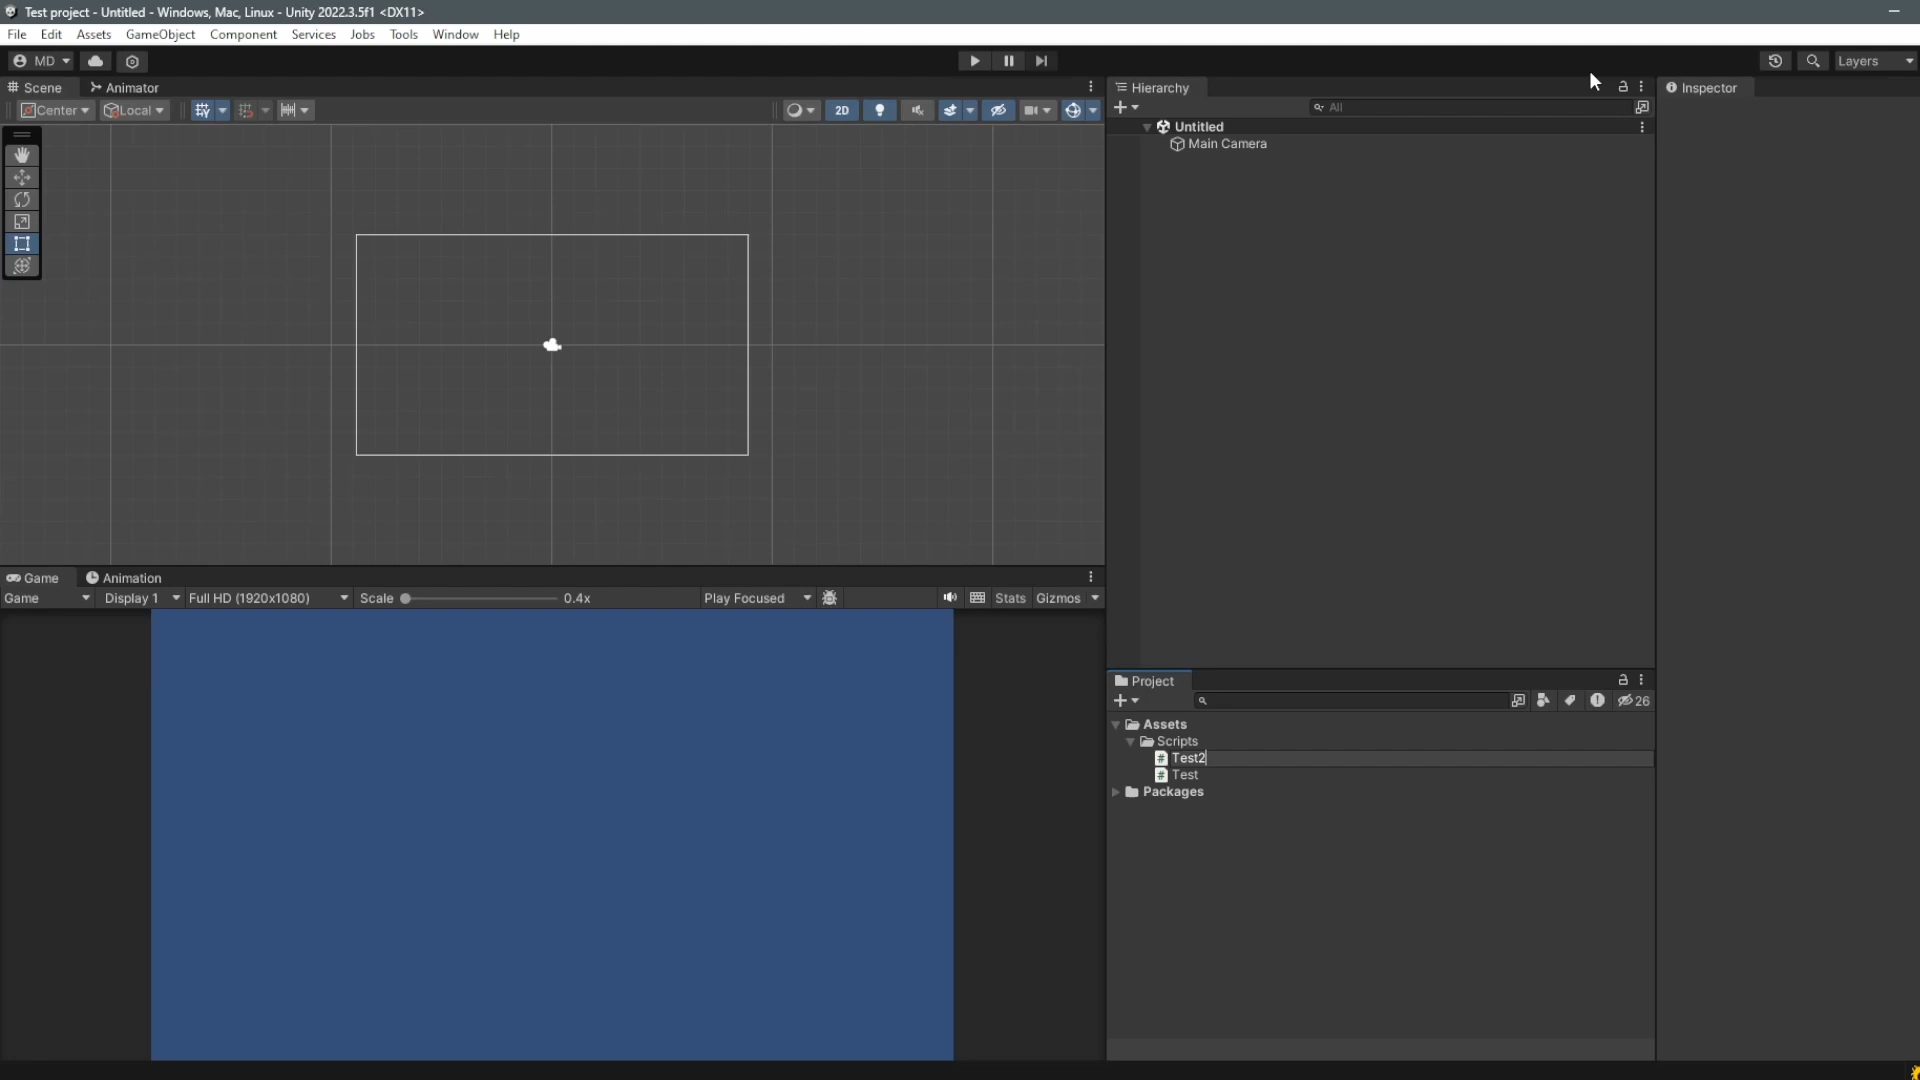 Test project - Untitled - Windows, Mac, Linux - Unity 2022.3.5f1 <DX11>
File Edit Assets GameObject Component Services Jobs Tools Window Help
MD
Layers
Scene Animator
Center Local 2D
Hierarchy
All
Untitled
Main Camera
Inspector
Game Animation
Game Display 1 Full HD (1920x1080) Scale 0.4x Play Focused Stats Gizmos
Project
26
Assets
Scripts
# Test2
# Test
Packages